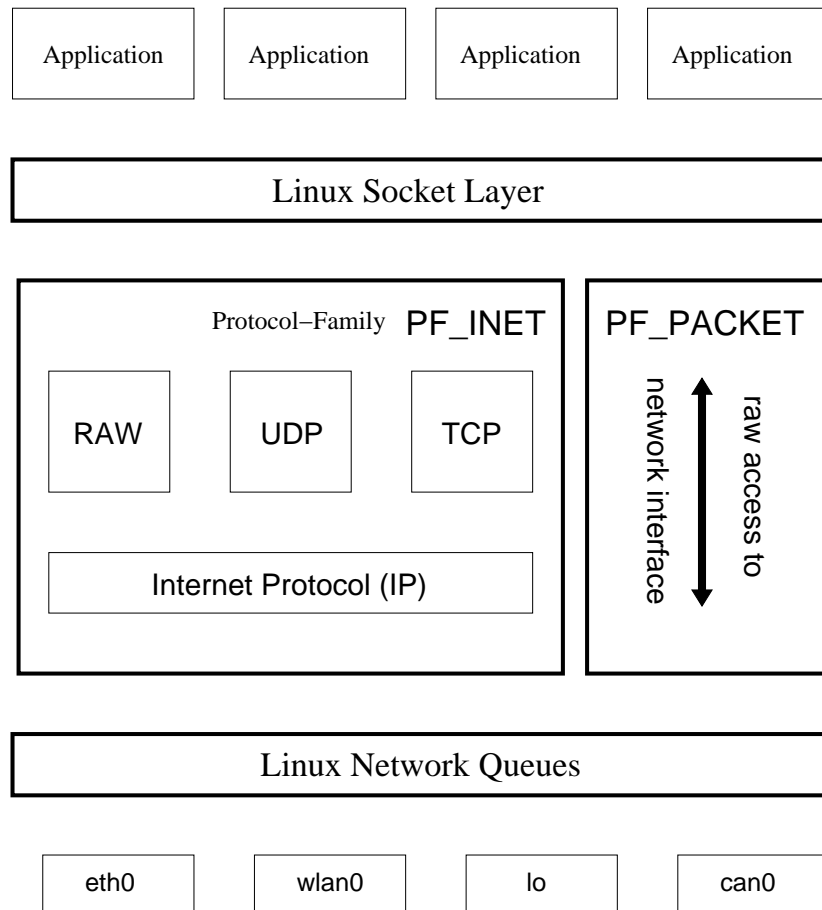 Application
Application
Application
Application
Linux Socket Layer
Protocol−Family PF_INET
RAW
UDP
TCP
Internet Protocol (IP)
PF_PACKET
raw access to
network interface
Linux Network Queues
eth0
wlan0
lo
can0